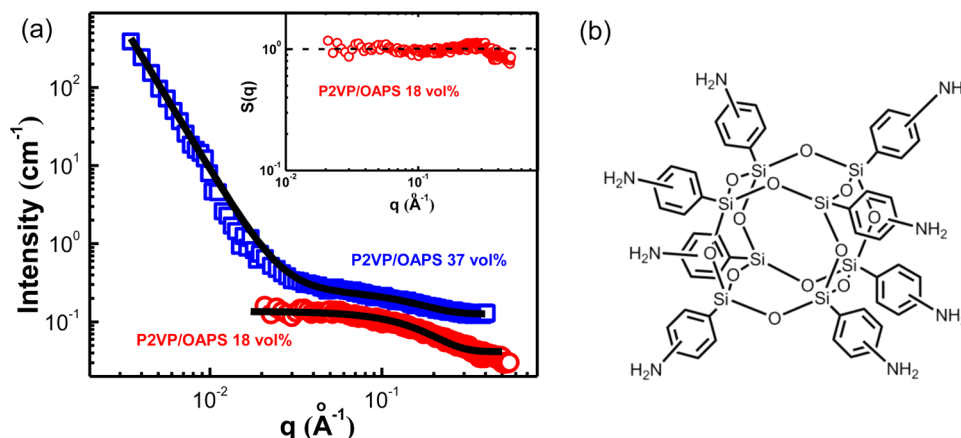 (a)
Intensity (cm⁻¹)
10²
10¹
10⁰
10⁻¹
10⁻²
10⁻¹
q (Å⁻¹)
P2VP/OAPS 37 vol%
P2VP/OAPS 18 vol%
S(q)
10⁰
10⁻¹
10⁻²
10⁻¹
q (Å⁻¹)
P2VP/OAPS 18 vol%
(b)
H₂N
NH
H₂N
O
Si
Si
O
O
O
Si
Si
O
O
O
NH₂
H₂N
O
O
Si
O
Si
O
O
O
Si
Si
O
NH₂
H₂N
NH₂